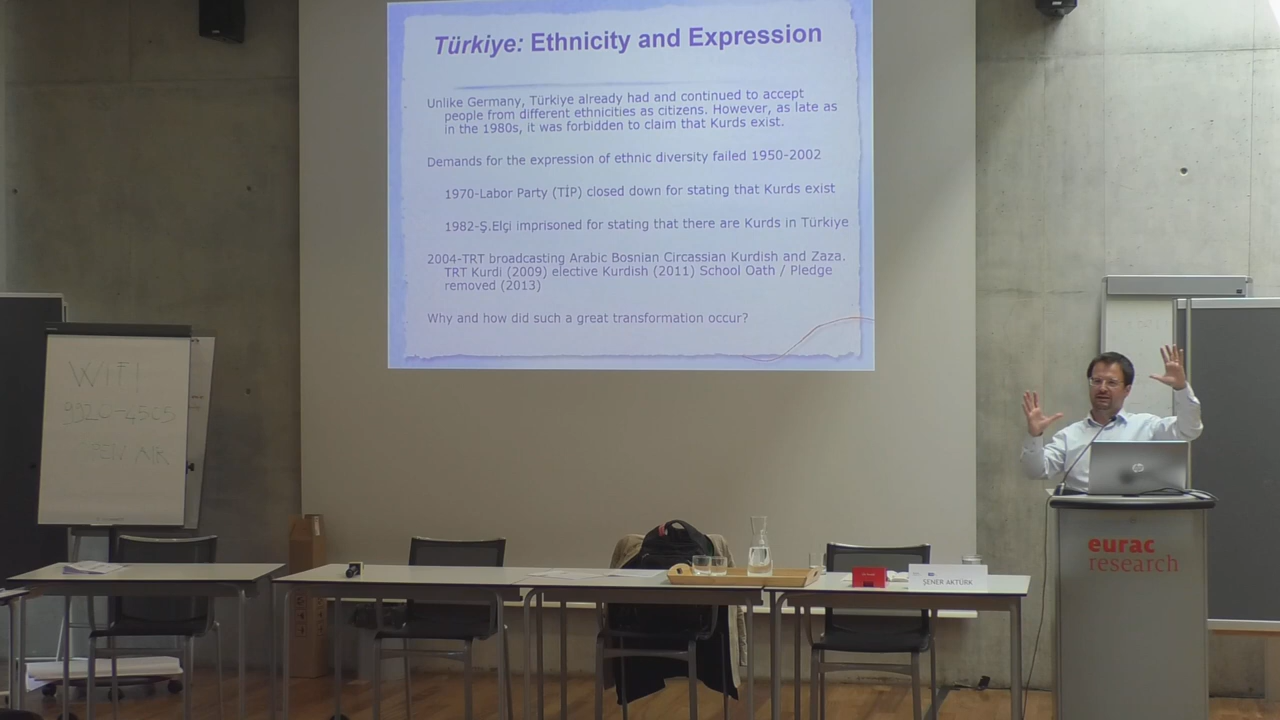 Türkiye: Ethnicity and Expression
Unlike Germany, Türkiye already had and continued to accept
people from different ethnicities as citizens. However, as late as
in the 1980s, it was forbidden to claim that Kurds exist.
Demands for the expression of ethnic diversity failed 1950-2002
1970-Labor Party (TİP) closed down for stating that Kurds exist
1982-Ş.Elçi imprisoned for stating that there are Kurds in Türkiye
2004-TRT broadcasting Arabic Bosnian Circassian Kurdish and Zaza.
TRT Kurdi (2009) elective Kurdish (2011) School Oath / Pledge
removed (2013)
Why and how did such a great transformation occur?
WIFI
hp
eurac
research
ŞENER AKTÜRK